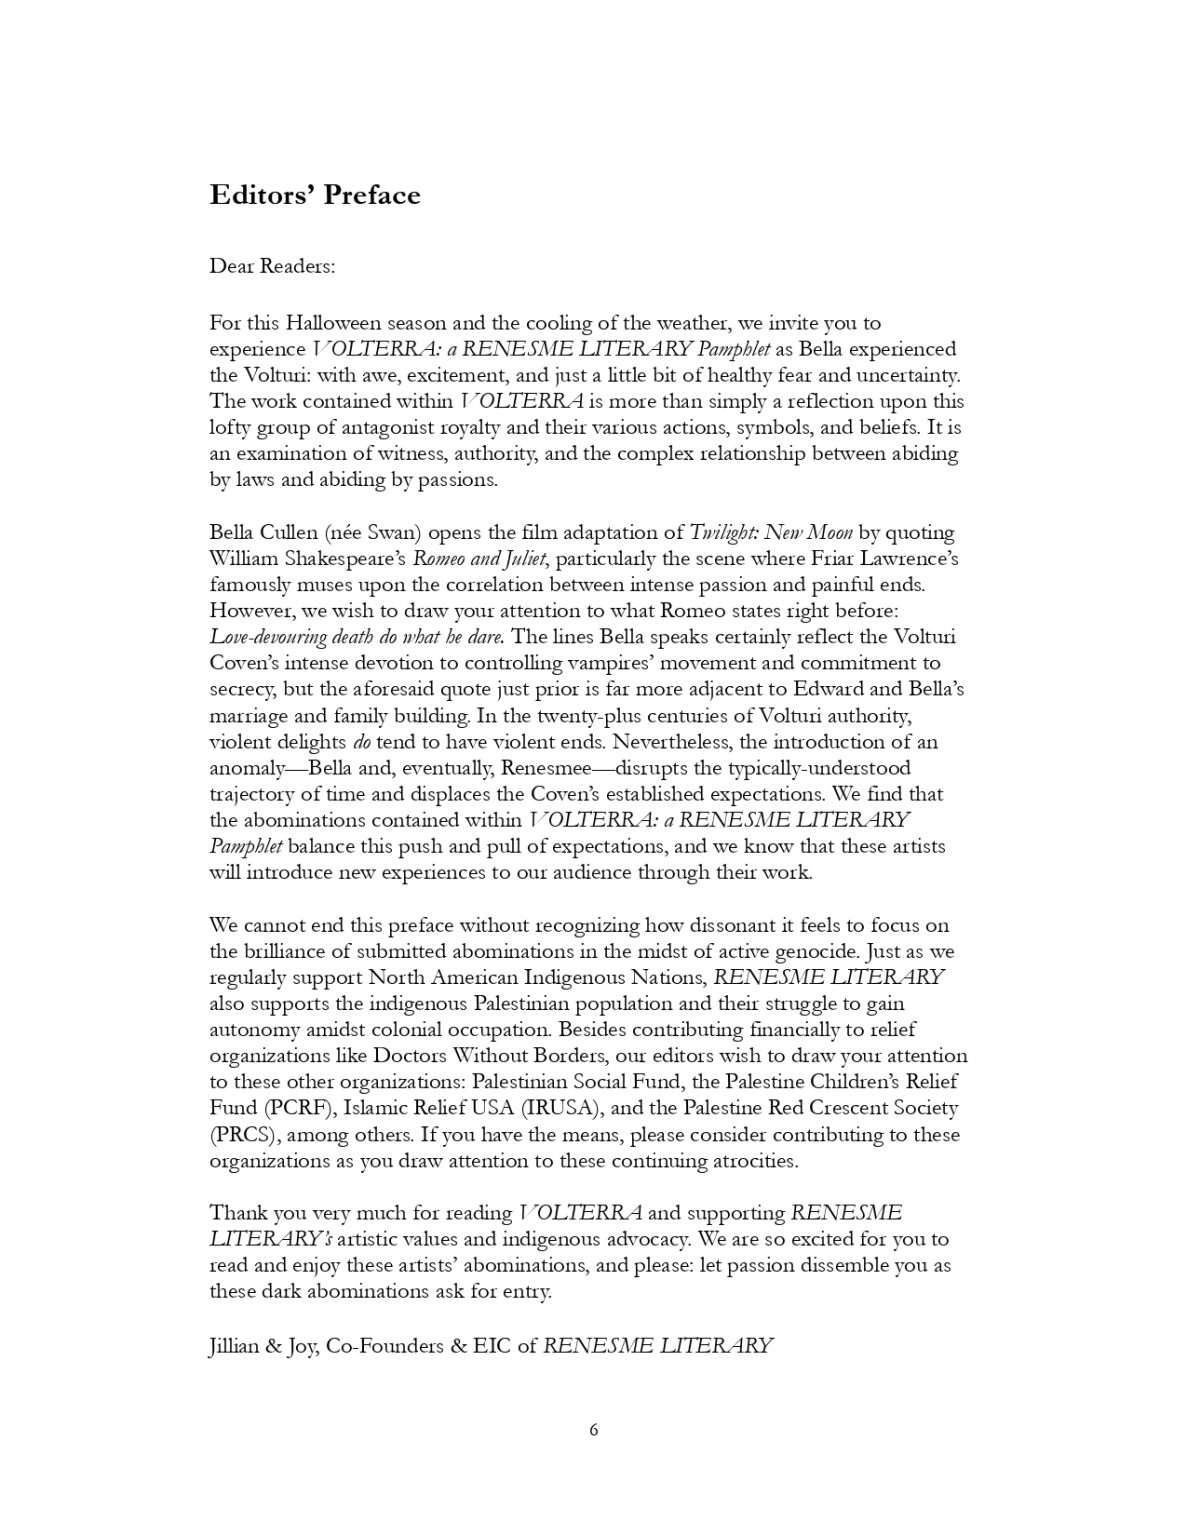 Editors’ Preface
Dear Readers:
For this Halloween season and the cooling of the weather, we invite you to
experience VOLTERRA: a RENESME LITERARY Pamphlet as Bella experienced
the Volturi: with awe, excitement, and just a little bit of healthy fear and uncertainty.
The work contained within VOLTERRA is more than simply a reflection upon this
lofty group of antagonist royalty and their various actions, symbols, and beliefs. It is
an examination of witness, authority, and the complex relationship between abiding
by laws and abiding by passions.
Bella Cullen (née Swan) opens the film adaptation of Twilight: New Moon by quoting
William Shakespeare’s Romeo and Juliet, particularly the scene where Friar Lawrence’s
famously muses upon the correlation between intense passion and painful ends.
However, we wish to draw your attention to what Romeo states right before:
Love-devouring death do what he dare. The lines Bella speaks certainly reflect the Volturi
Coven’s intense devotion to controlling vampires’ movement and commitment to
secrecy, but the aforesaid quote just prior is far more adjacent to Edward and Bella’s
marriage and family building. In the twenty-plus centuries of Volturi authority,
violent delights do tend to have violent ends. Nevertheless, the introduction of an
anomaly—Bella and, eventually, Renesmee—disrupts the typically-understood
trajectory of time and displaces the Coven’s established expectations. We find that
the abominations contained within VOLTERRA: a RENESME LITERARY
Pamphlet balance this push and pull of expectations, and we know that these artists
will introduce new experiences to our audience through their work.
We cannot end this preface without recognizing how dissonant it feels to focus on
the brilliance of submitted abominations in the midst of active genocide. Just as we
regularly support North American Indigenous Nations, RENESME LITERARY
also supports the indigenous Palestinian population and their struggle to gain
autonomy amidst colonial occupation. Besides contributing financially to relief
organizations like Doctors Without Borders, our editors wish to draw your attention
to these other organizations: Palestinian Social Fund, the Palestine Children’s Relief
Fund (PCRF), Islamic Relief USA (IRUSA), and the Palestine Red Crescent Society
(PRCS), among others. If you have the means, please consider contributing to these
organizations as you draw attention to these continuing atrocities.
Thank you very much for reading VOLTERRA and supporting RENESME
LITERARY’s artistic values and indigenous advocacy. We are so excited for you to
read and enjoy these artists’ abominations, and please: let passion dissemble you as
these dark abominations ask for entry.
Jillian & Joy, Co-Founders & EIC of RENESME LITERARY
6